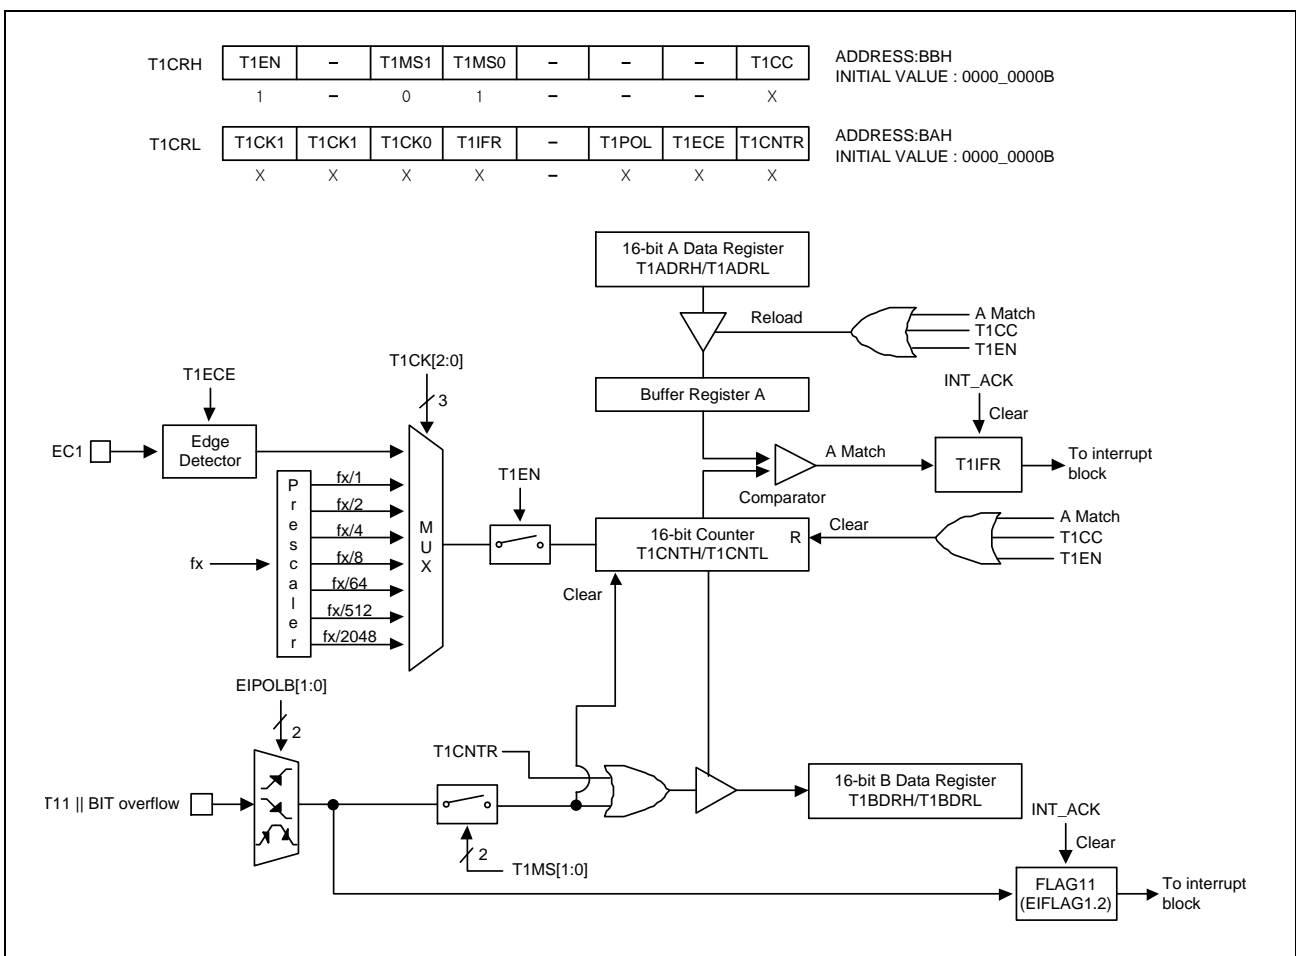 T1CRH T1EN – T1MS1 T1MS0 – – – T1CC ADDRESS:BBH
INITIAL VALUE : 0000_0000B
1 – 0 1 – – – X
T1CRL T1CK1 T1CK1 T1CK0 T1IFR – T1POL T1ECE T1CNTR ADDRESS:BAH
INITIAL VALUE : 0000_0000B
X X X X – X X X
16-bit A Data Register
T1ADRH/T1ADRL
Reload
A Match
T1CC
T1EN
T1CK[2:0]
3
T1ECE
Buffer Register A
INT_ACK
Clear
EC1
Edge
Detector
A Match
T1IFR
To interrupt
block
Comparator
Prescaler
fx
fx/1
fx/2
fx/4
fx/8
fx/64
fx/512
fx/2048
MUX
T1EN
16-bit Counter
T1CNTH/T1CNTL
R
Clear
A Match
T1CC
T1EN
Clear
EIPOLB[1:0]
2
T1CNTR
T11 || BIT overflow
2
T1MS[1:0]
16-bit B Data Register
T1BDRH/T1BDRL
INT_ACK
Clear
FLAG11
(EIFLAG1.2)
To interrupt
block